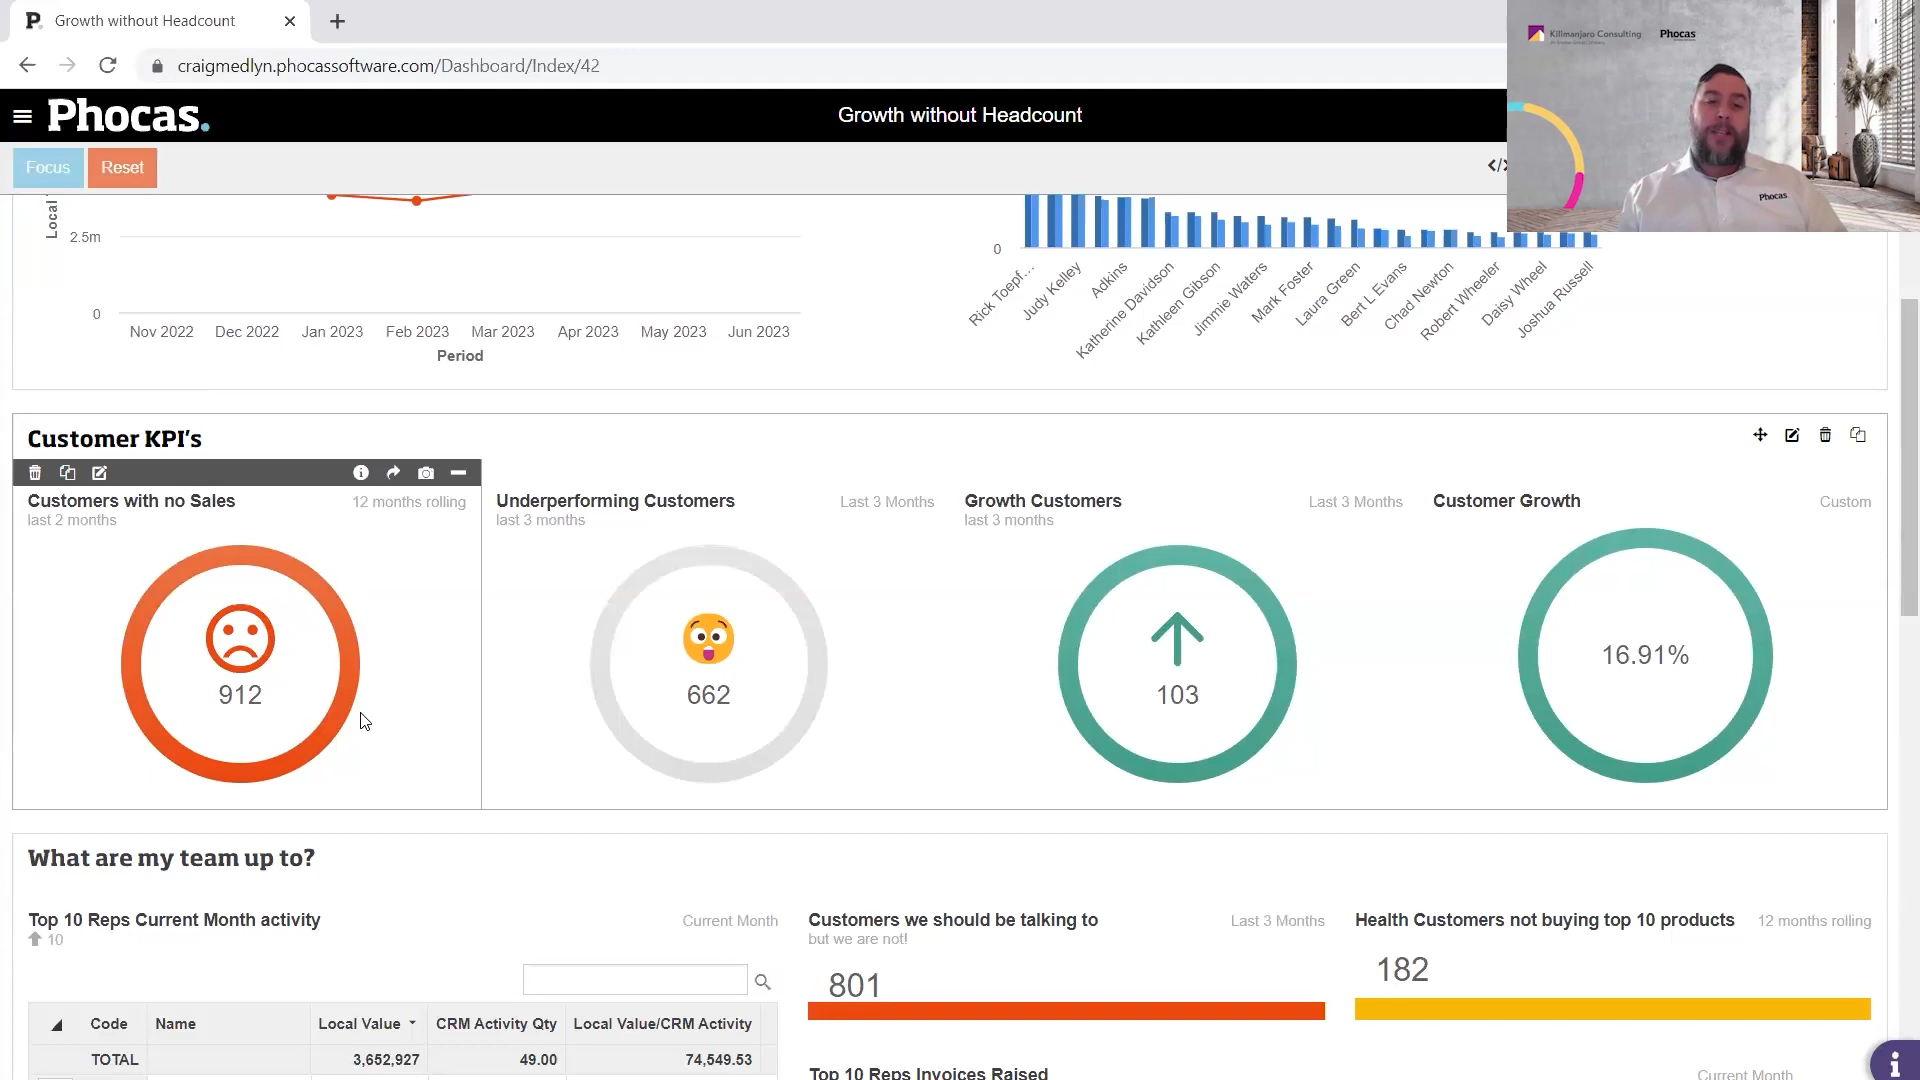 Growth without Headcount
craigmedlyn.phocassoftware.com/Dashboard/Index/42
Kilimanjaro Consulting
Phocas
Phocas.
Growth without Headcount
Focus
Reset
</>
Phocas.
Local
2.5m
0
Nov 2022
Dec 2022
Jan 2023
Feb 2023
Mar 2023
Apr 2023
May 2023
Jun 2023
Period
0
Rick Toepf...
Judy Kelley
Adkins
Katherine Davidson
Kathleen Gibson
Jimmie Waters
Mark Foster
Laura Green
Bert L Evans
Chad Newton
Robert Wheeler
Daisy Wheel
Joshua Russell
Customer KPI's
Customers with no Sales
12 months rolling
last 2 months
912
Underperforming Customers
Last 3 Months
last 3 months
662
Growth Customers
Last 3 Months
last 3 months
103
Customer Growth
Custom
16.91%
What are my team up to?
Top 10 Reps Current Month activity
Current Month
10
Code Name Local Value CRM Activity Qty Local Value/CRM Activity
TOTAL 3,652,927 49.00 74,549.53
Customers we should be talking to
Last 3 Months
but we are not!
801
Health Customers not buying top 10 products
12 months rolling
182
Top 10 Reps Invoices Raised
Current Month